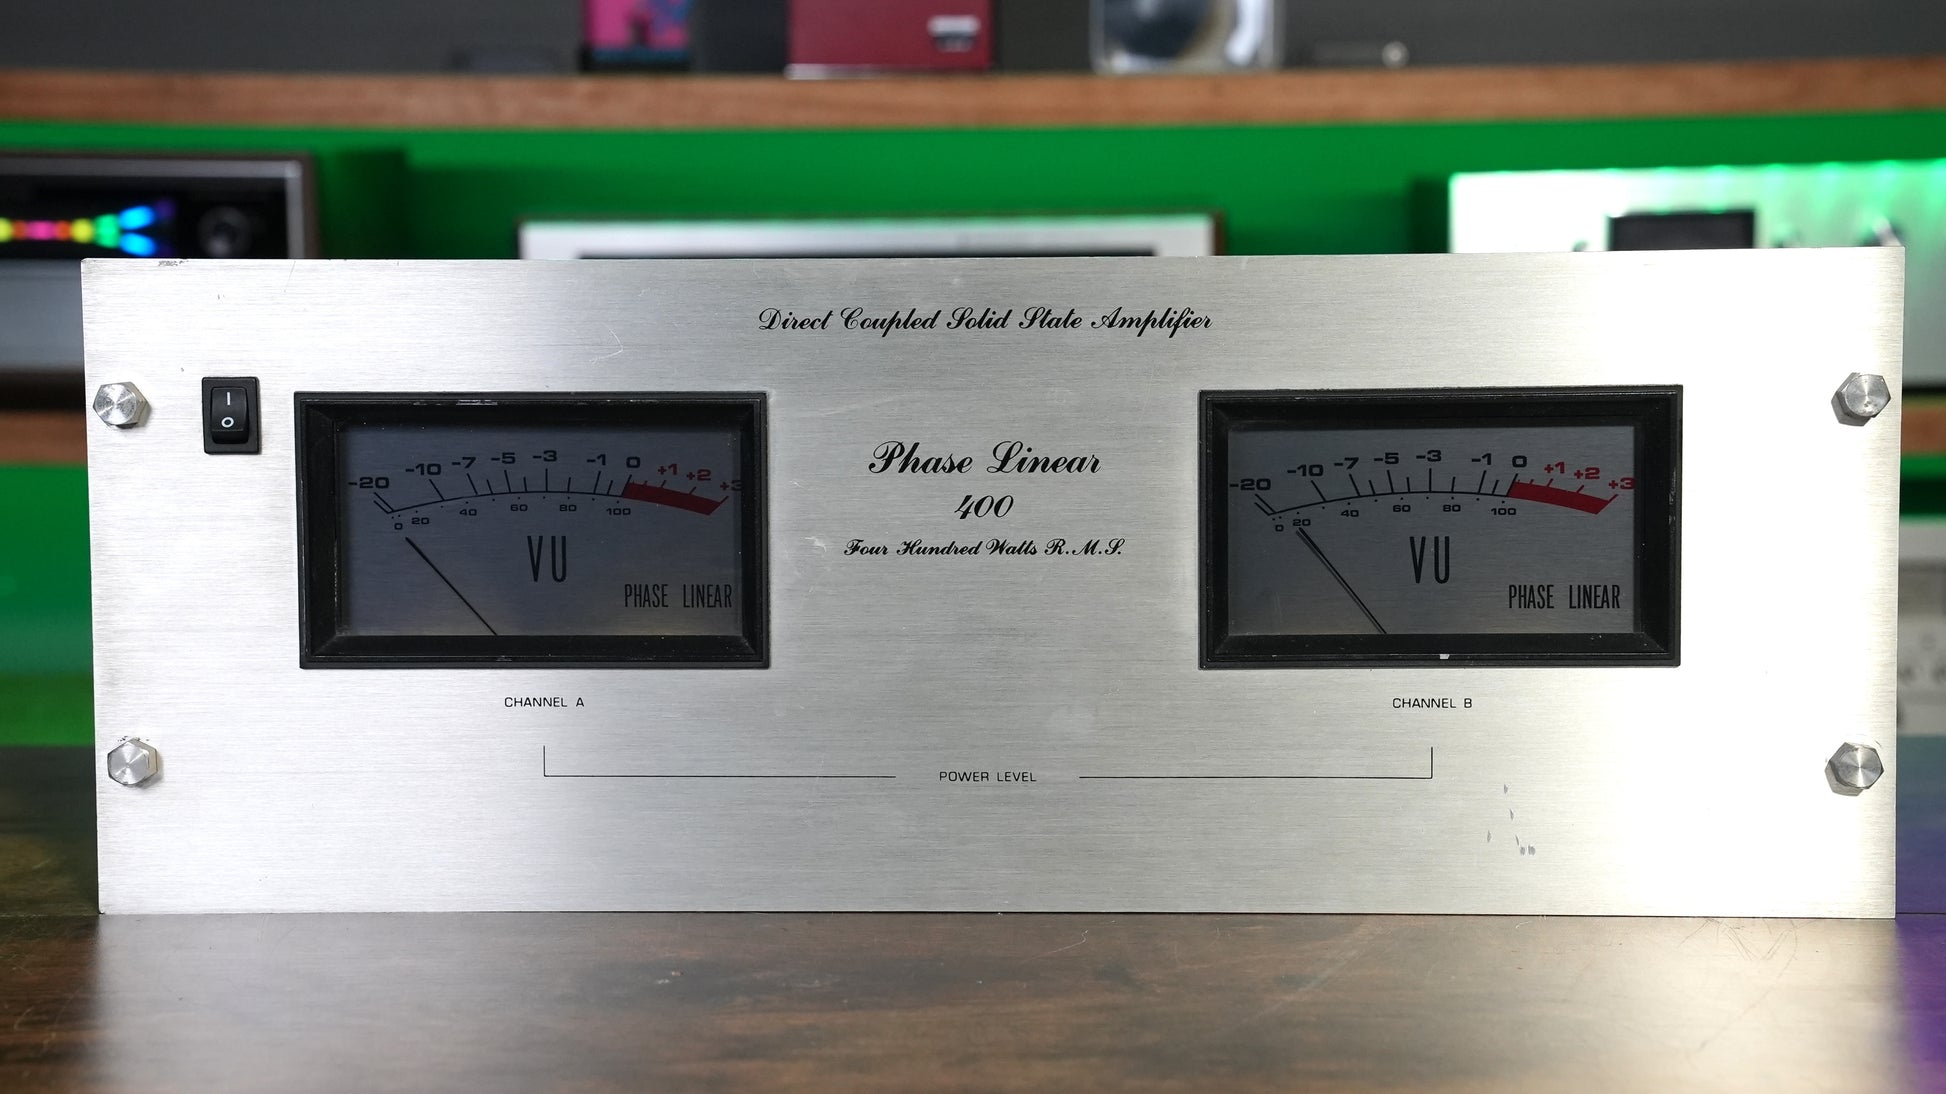 Direct Coupled Solid State Amplifier
I
O
-20 -10 -7 -5 -3 -1 0 +1 +2 +3
0 20 40 60 80 100
VU
PHASE LINEAR
Phase Linear
400
Four Hundred Watts R.M.S.
-20 -10 -7 -5 -3 -1 0 +1 +2 +3
0 20 40 60 80 100
VU
PHASE LINEAR
CHANNEL A
CHANNEL B
POWER LEVEL